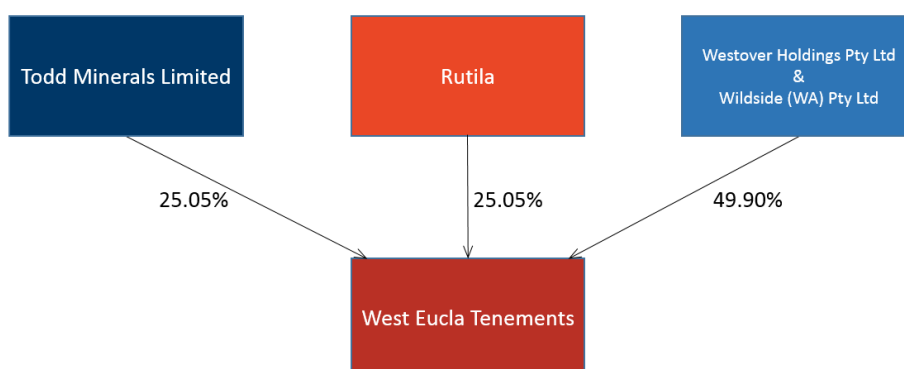 Todd Minerals Limited
Rutila
Westover Holdings Pty Ltd
&
Wildside (WA) Pty Ltd
25.05%
25.05%
49.90%
West Eucla Tenements